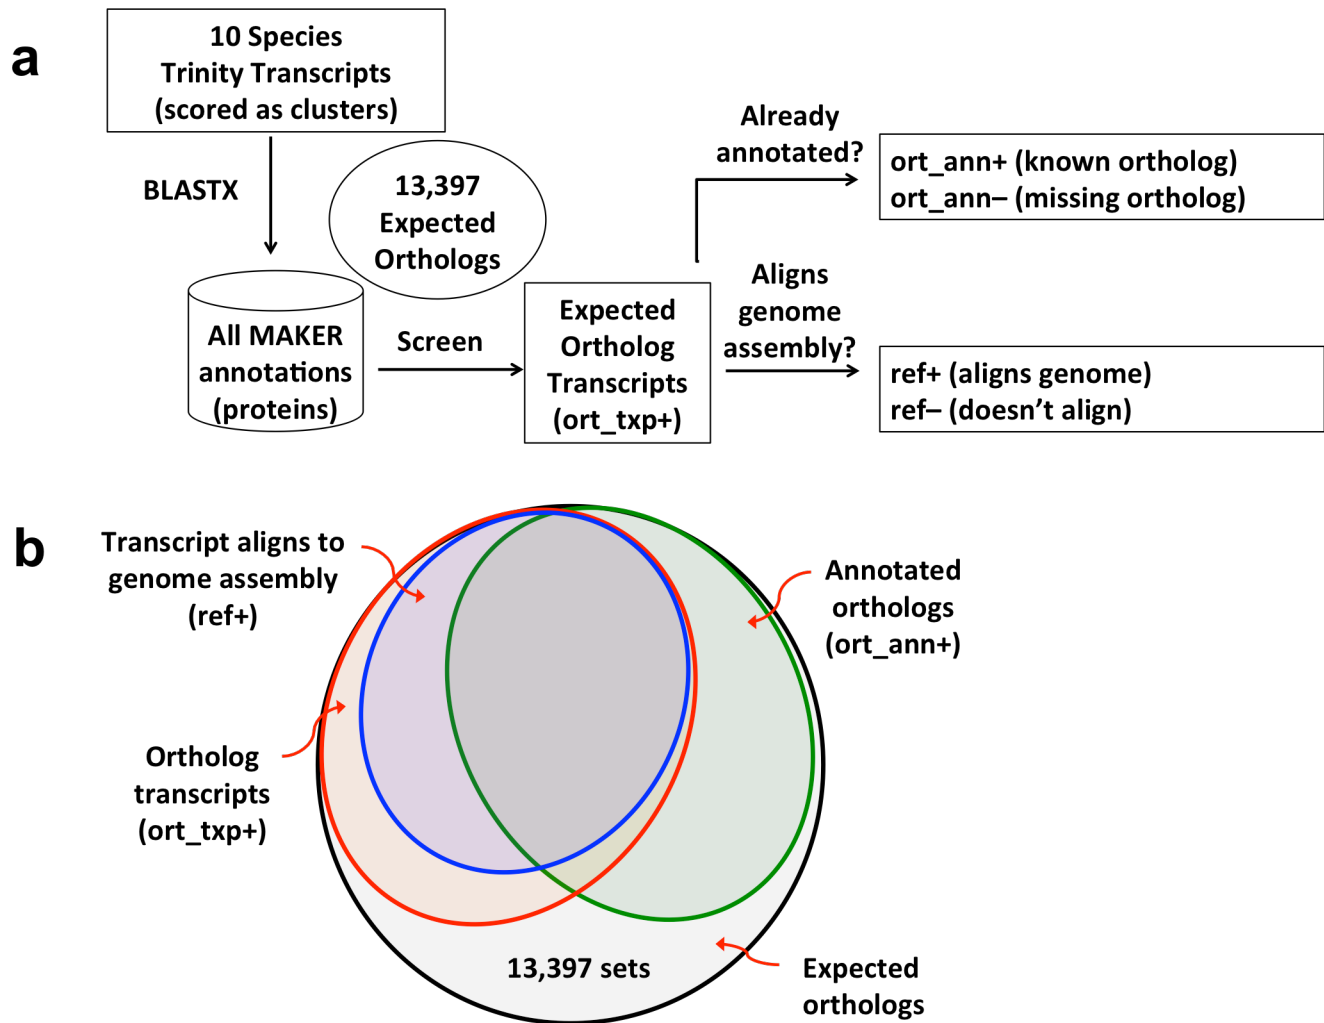 a
10 Species
Trinity Transcripts
(scored as clusters)
BLASTX
13,397
Expected
Orthologs
All MAKER
annotations
(proteins)
Screen
Expected
Ortholog
Transcripts
(ort_txp+)
Already
annotated?
ort_ann+ (known ortholog)
ort_ann– (missing ortholog)
Aligns
genome
assembly?
ref+ (aligns genome)
ref– (doesn't align)
b
Transcript aligns to
genome assembly
(ref+)
Annotated
orthologs
(ort_ann+)
Ortholog
transcripts
(ort_txp+)
13,397 sets
Expected
orthologs